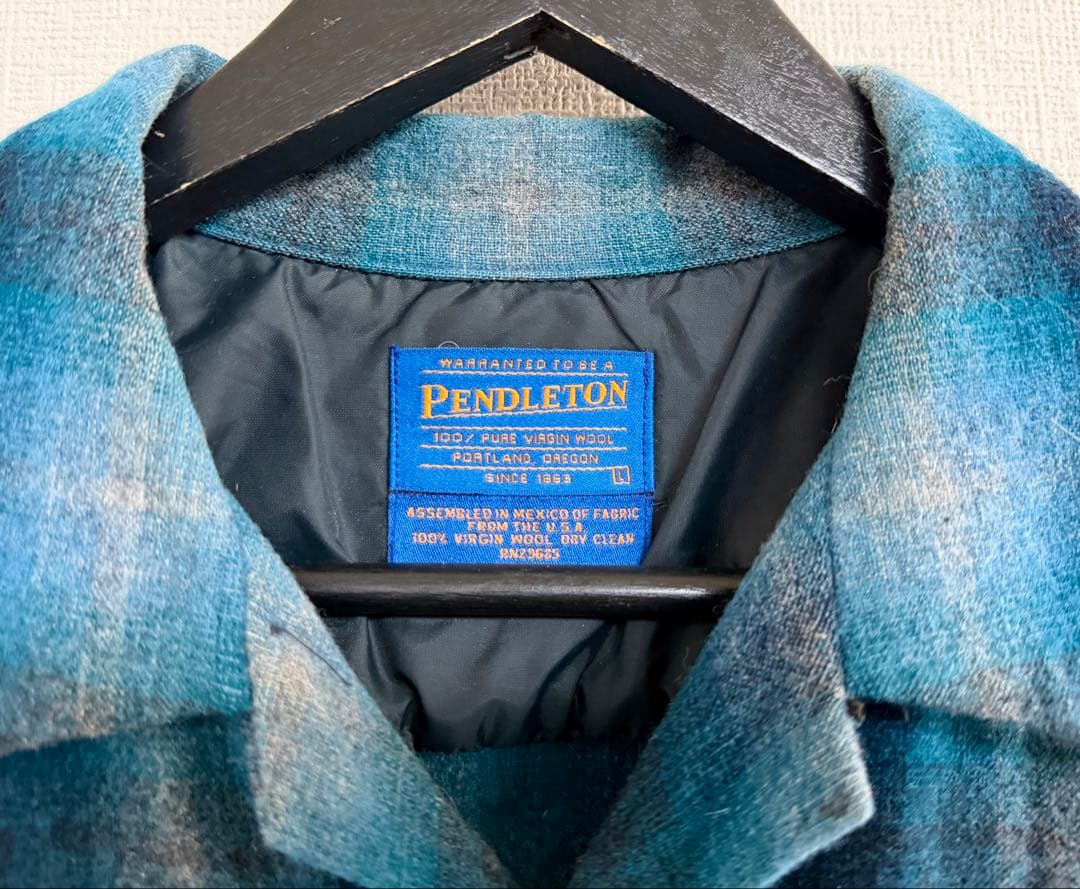 WARRANTED TO BE A
PENDLETON
100% PURE VIRGIN WOOL
PORTLAND, OREGON
SINCE 1863
L
ASSEMBLED IN MEXICO OF FABRIC
FROM THE U.S.A.
100% VIRGIN WOOL DRY CLEAN
RN29685